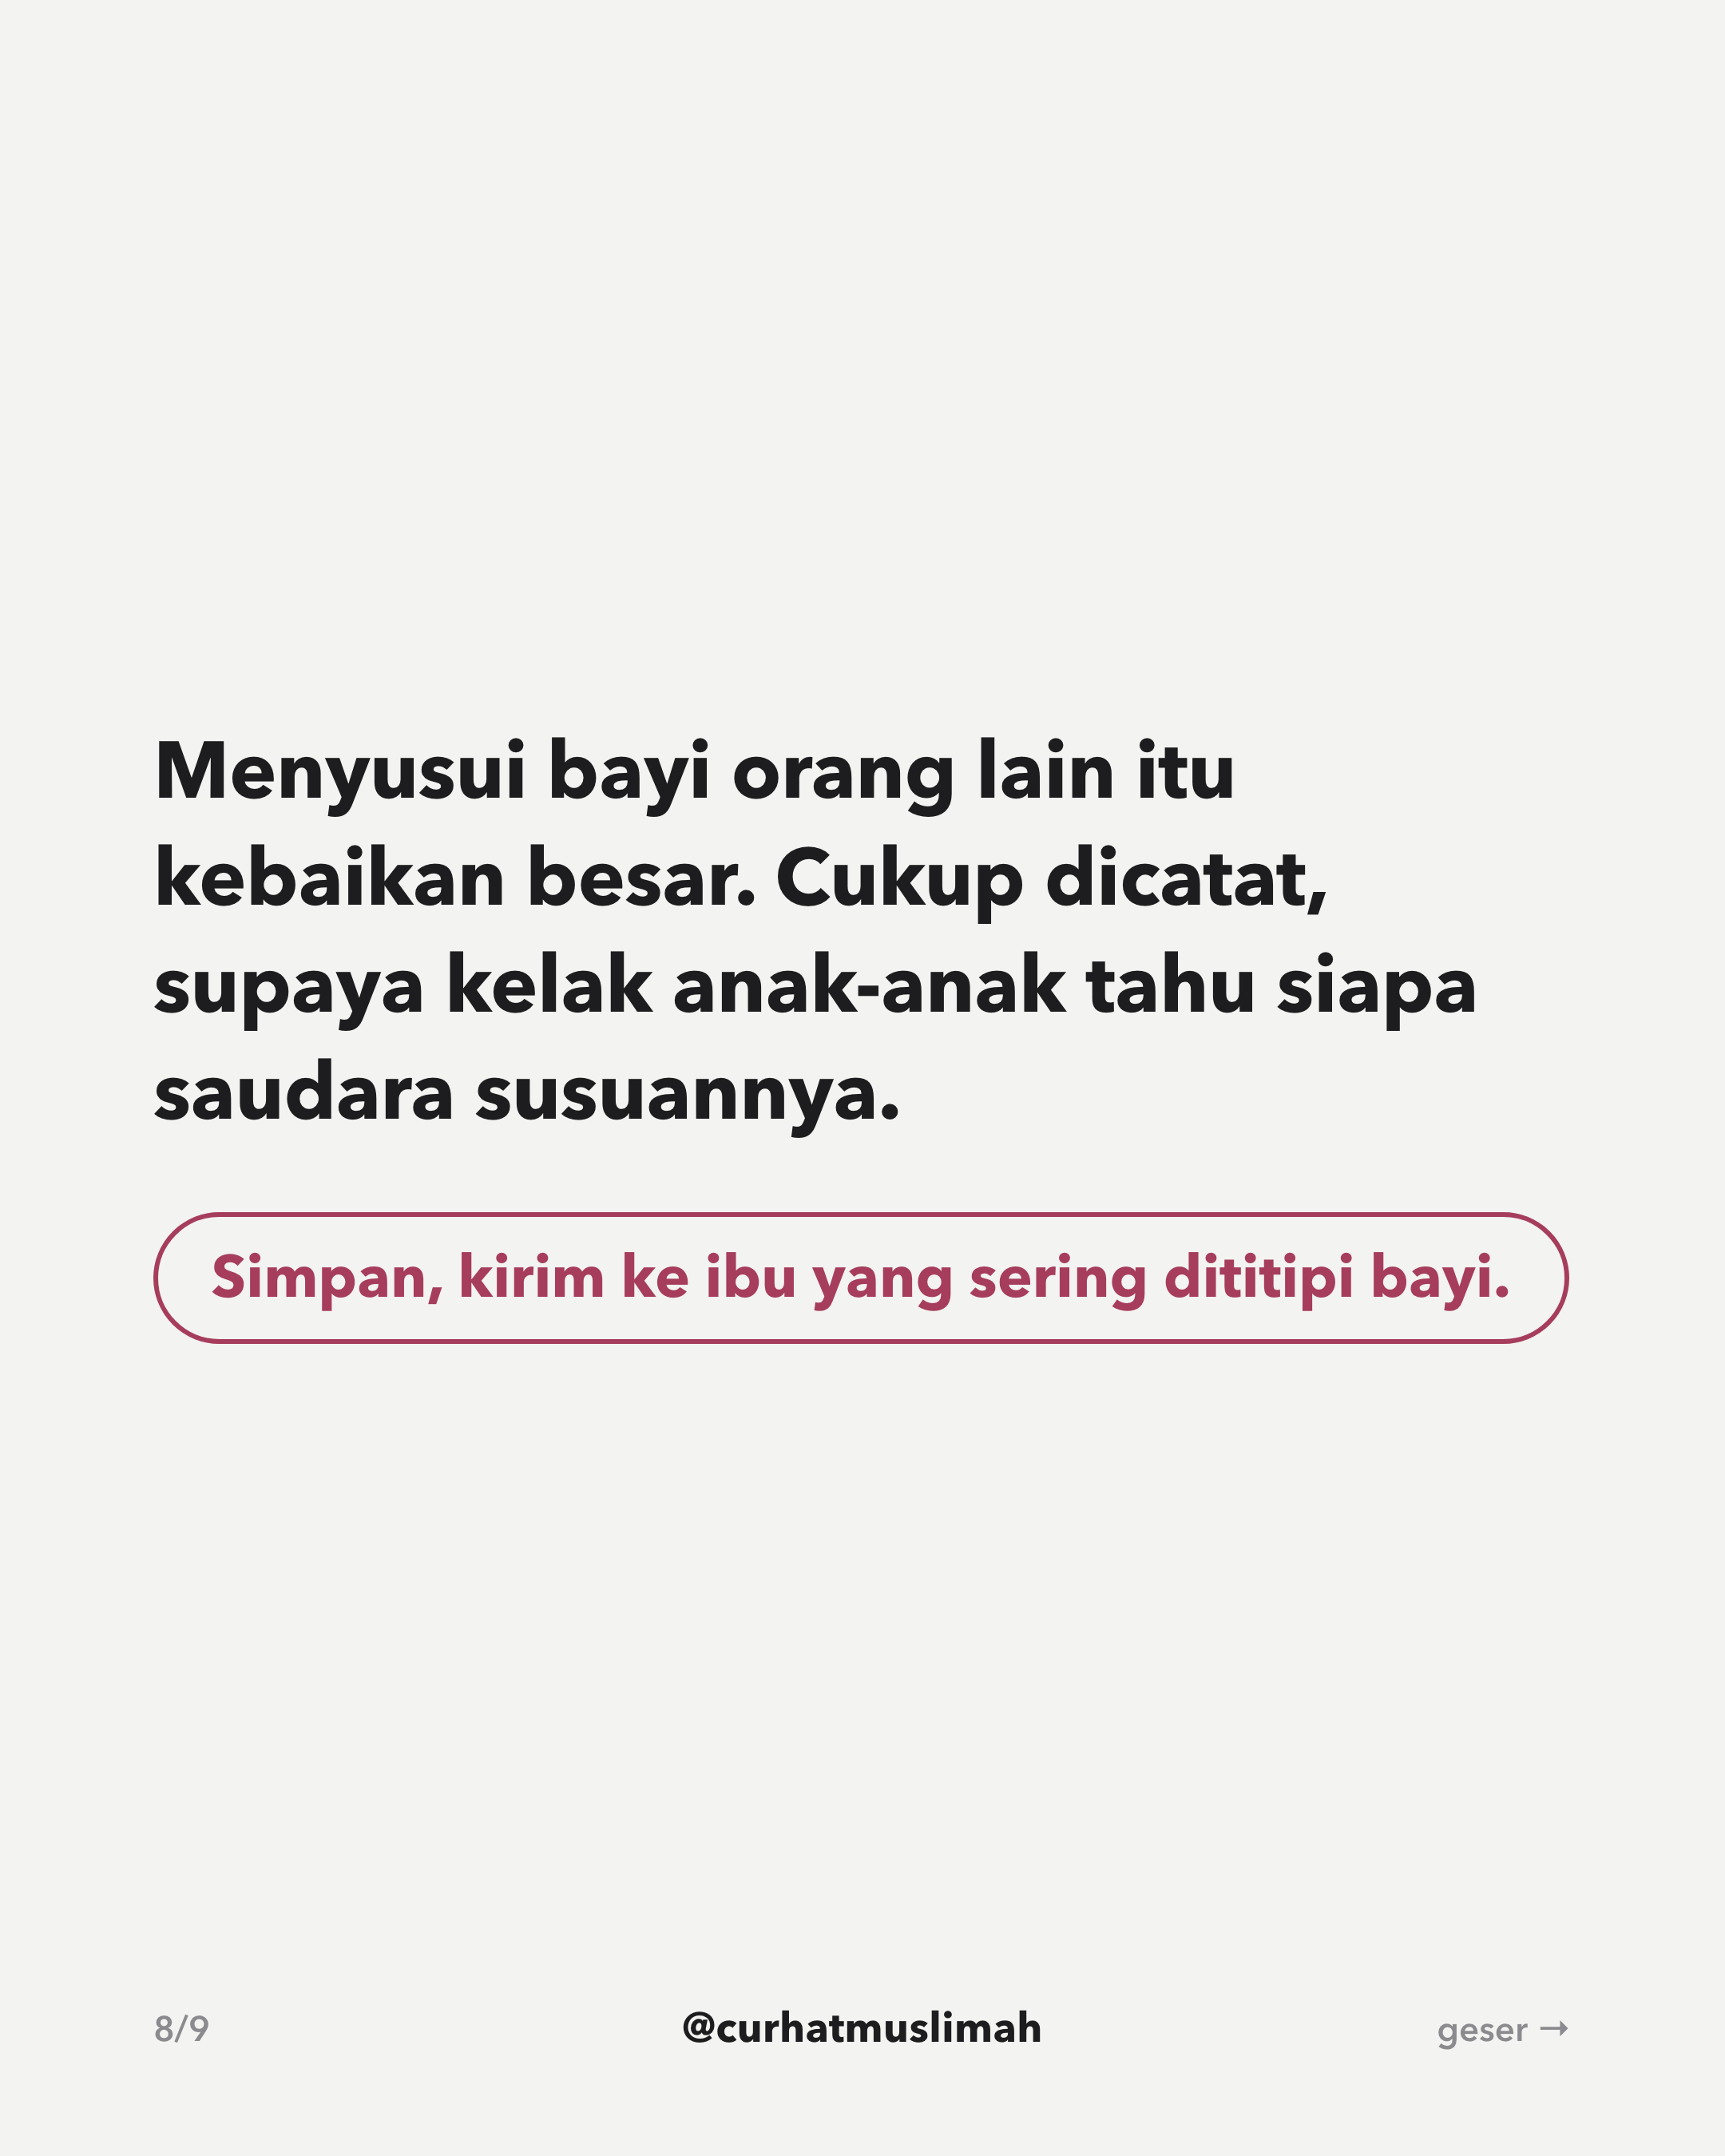 Menyusui bayi orang lain itu
kebaikan besar. Cukup dicatat,
supaya kelak anak-anak tahu siapa
saudara susuannya.
Simpan, kirim ke ibu yang sering dititipi bayi.
8/9
@curhatmuslimah
geser →